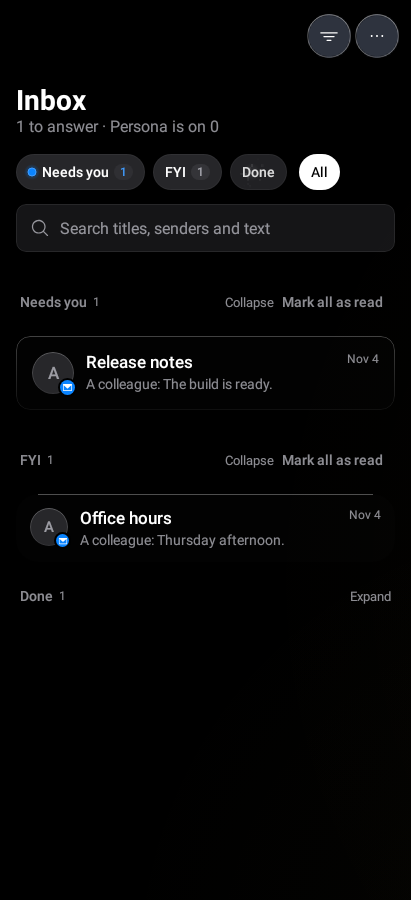 Inbox
1 to answer · Persona is on 0
Needs you 1 FYI 1 Done All
Search titles, senders and text
Needs you 1 Collapse Mark all as read
A Release notes Nov 4
A colleague: The build is ready.
FYI 1 Collapse Mark all as read
A Office hours Nov 4
A colleague: Thursday afternoon.
Done 1 Expand